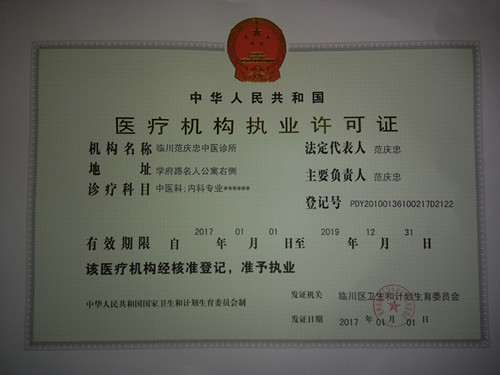 中华人民共和国
医疗机构执业许可证
机构名称 临川范庆忠中医诊所 法定代表人 范庆忠
地址 学府路名人公寓右侧 主要负责人 范庆忠
诊疗科目 中医科;内科专业****** 登记号 PDY20100136100217D2122
有效期限 自 2017 年 01 月 01 日至 2019 年 12 月 31 日
该医疗机构经核准登记，准予执业
中华人民共和国国家卫生和计划生育委员会制 发证机关 临川区卫生和计划生育委员会
发证日期 2017 年 01 月 01 日